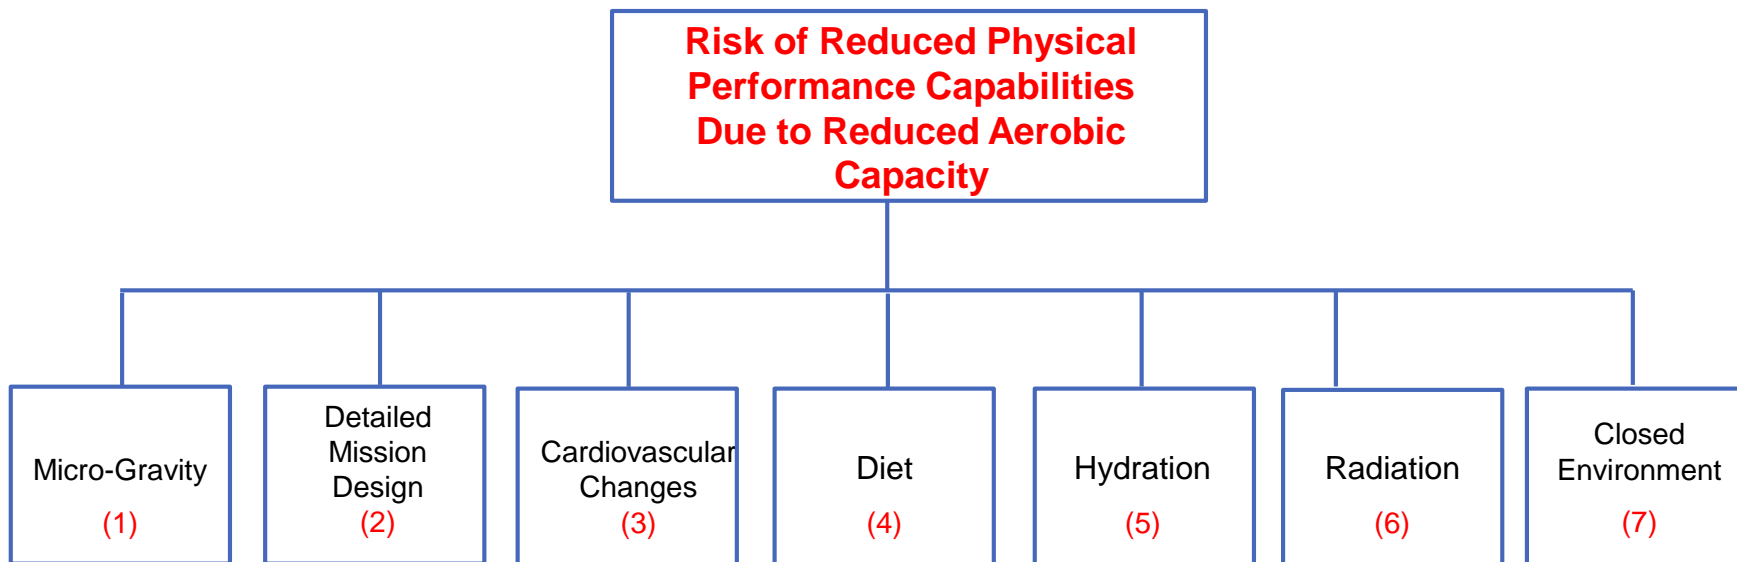 Risk of Reduced Physical
Performance Capabilities
Due to Reduced Aerobic
Capacity
Micro-Gravity
(1)
Detailed
Mission
Design
(2)
Cardiovascular
Changes
(3)
Diet
(4)
Hydration
(5)
Radiation
(6)
Closed
Environment
(7)